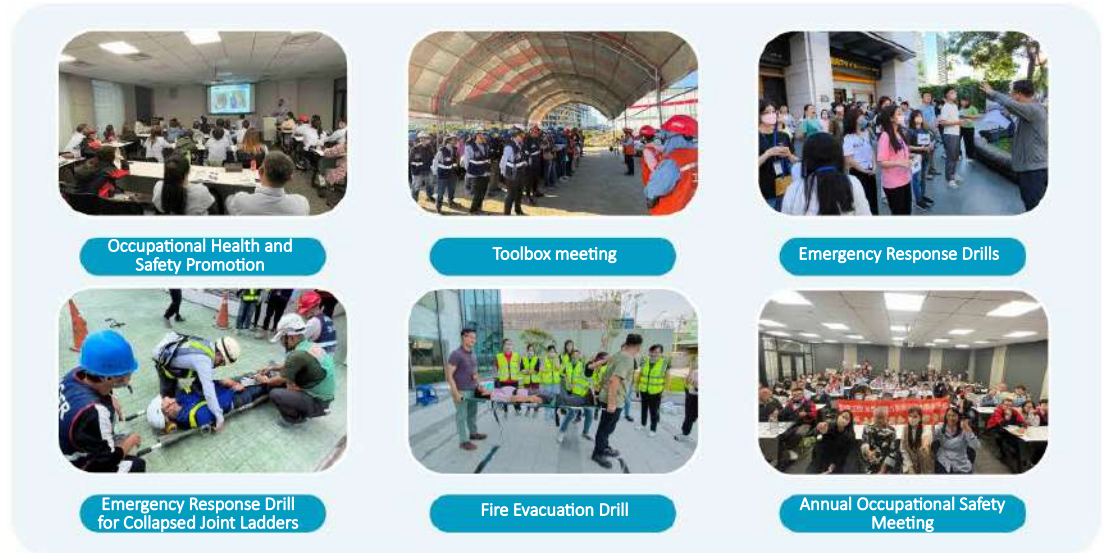 Occupational Health and
Safety Promotion
Toolbox meeting
Emergency Response Drills
Emergency Response Drill
for Collapsed Joint Ladders
Fire Evacuation Drill
Annual Occupational Safety
Meeting